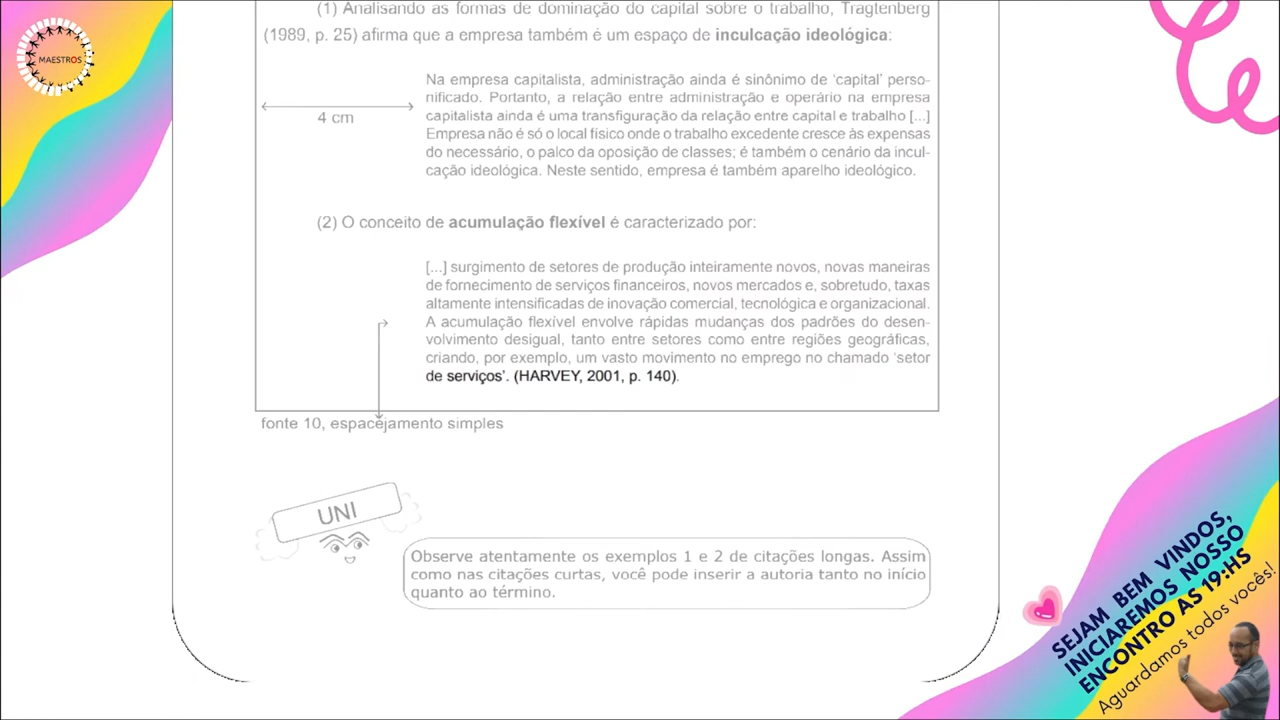 MAESTROS
(1) Analisando as formas de dominação do capital sobre o trabalho, Tragtenberg
(1989, p. 25) afirma que a empresa também é um espaço de inculcação ideológica:
Na empresa capitalista, administração ainda é sinônimo de 'capital' perso-
nificado. Portanto, a relação entre administração e operário na empresa
capitalista ainda é uma transfiguração da relação entre capital e trabalho [...]
Empresa não é só o local físico onde o trabalho excedente cresce às expensas
do necessário, o palco da oposição de classes; é também o cenário da incul-
cação ideológica. Neste sentido, empresa é também aparelho ideológico.
4 cm
(2) O conceito de acumulação flexível é caracterizado por:
[...] surgimento de setores de produção inteiramente novos, novas maneiras
de fornecimento de serviços financeiros, novos mercados e, sobretudo, taxas
altamente intensificadas de inovação comercial, tecnológica e organizacional.
A acumulação flexível envolve rápidas mudanças dos padrões do desen-
volvimento desigual, tanto entre setores como entre regiões geográficas,
criando, por exemplo, um vasto movimento no emprego no chamado 'setor
de serviços'. (HARVEY, 2001, p. 140).
fonte 10, espacejamento simples
UNI
Observe atentamente os exemplos 1 e 2 de citações longas. Assim
como nas citações curtas, você pode inserir a autoria tanto no início
quanto ao término.
SEJAM BEM VINDOS,
INICIAREMOS NOSSO
ENCONTRO AS 19:HS
Aguardamos todos vocês!